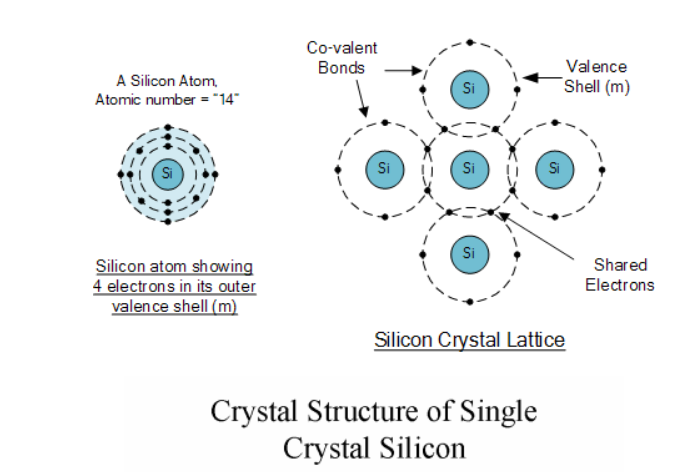 A Silicon Atom,
Atomic number = "14"
Si
Silicon atom showing
4 electrons in its outer
valence shell (m)
Co-valent
Bonds
Valence
Shell (m)
Si
Si
Si
Si
Si
Shared
Electrons
Silicon Crystal Lattice
Crystal Structure of Single
Crystal Silicon